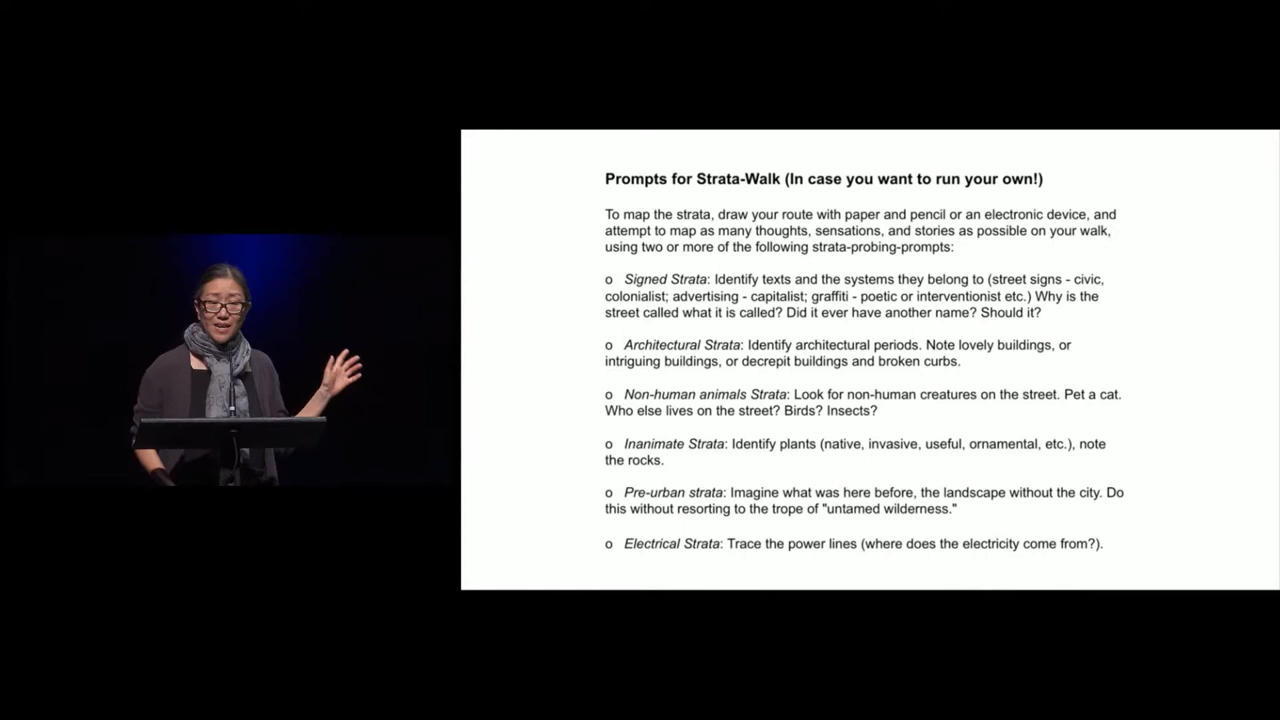 Prompts for Strata-Walk (In case you want to run your own!)
To map the strata, draw your route with paper and pencil or an electronic device, and
attempt to map as many thoughts, sensations, and stories as possible on your walk,
using two or more of the following strata-probing-prompts:
o Signed Strata: Identify texts and the systems they belong to (street signs - civic,
colonialist; advertising - capitalist; graffiti - poetic or interventionist etc.) Why is the
street called what it is called? Did it ever have another name? Should it?
o Architectural Strata: Identify architectural periods. Note lovely buildings, or
intriguing buildings, or decrepit buildings and broken curbs.
o Non-human animals Strata: Look for non-human creatures on the street. Pet a cat.
Who else lives on the street? Birds? Insects?
o Inanimate Strata: Identify plants (native, invasive, useful, ornamental, etc.), note
the rocks.
o Pre-urban strata: Imagine what was here before, the landscape without the city. Do
this without resorting to the trope of "untamed wilderness."
o Electrical Strata: Trace the power lines (where does the electricity come from?).